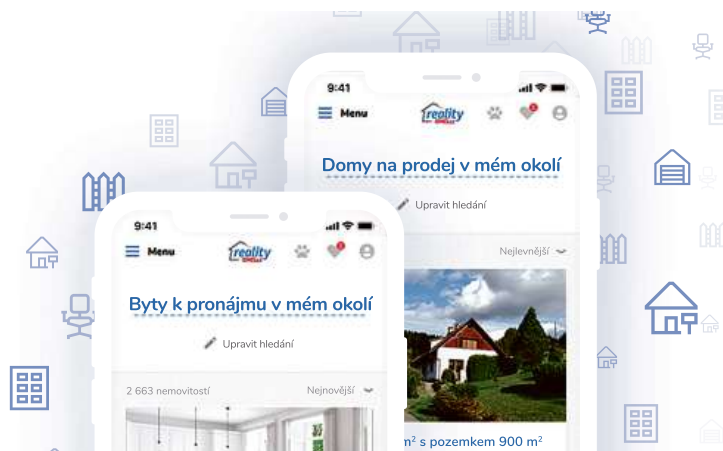 9:41
Menu
reality
Domy na prodej v mém okolí
Upravit hledání
Nejlevnější
m² s pozemkem 900 m²
9:41
Menu
reality
Byty k pronájmu v mém okolí
Upravit hledání
2 663 nemovitostí
Nejnovější